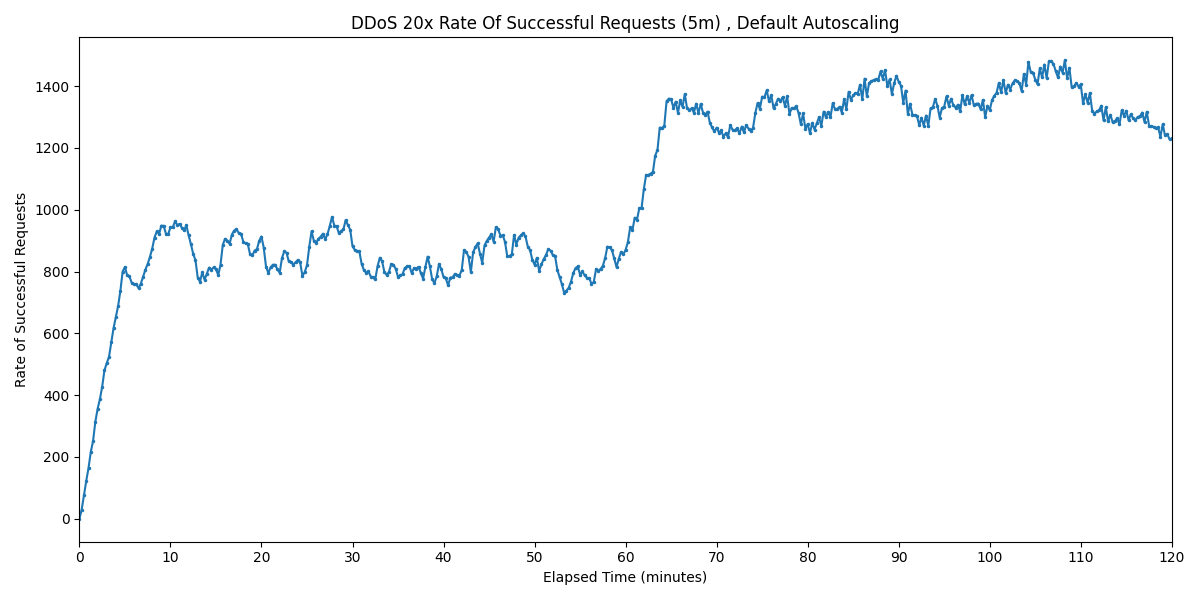 DDoS 20x Rate Of Successful Requests (5m) , Default Autoscaling
Rate of Successful Requests
1400
1200
1000
800
600
400
200
0
0 10 20 30 40 50 60 70 80 90 100 110 120
Elapsed Time (minutes)